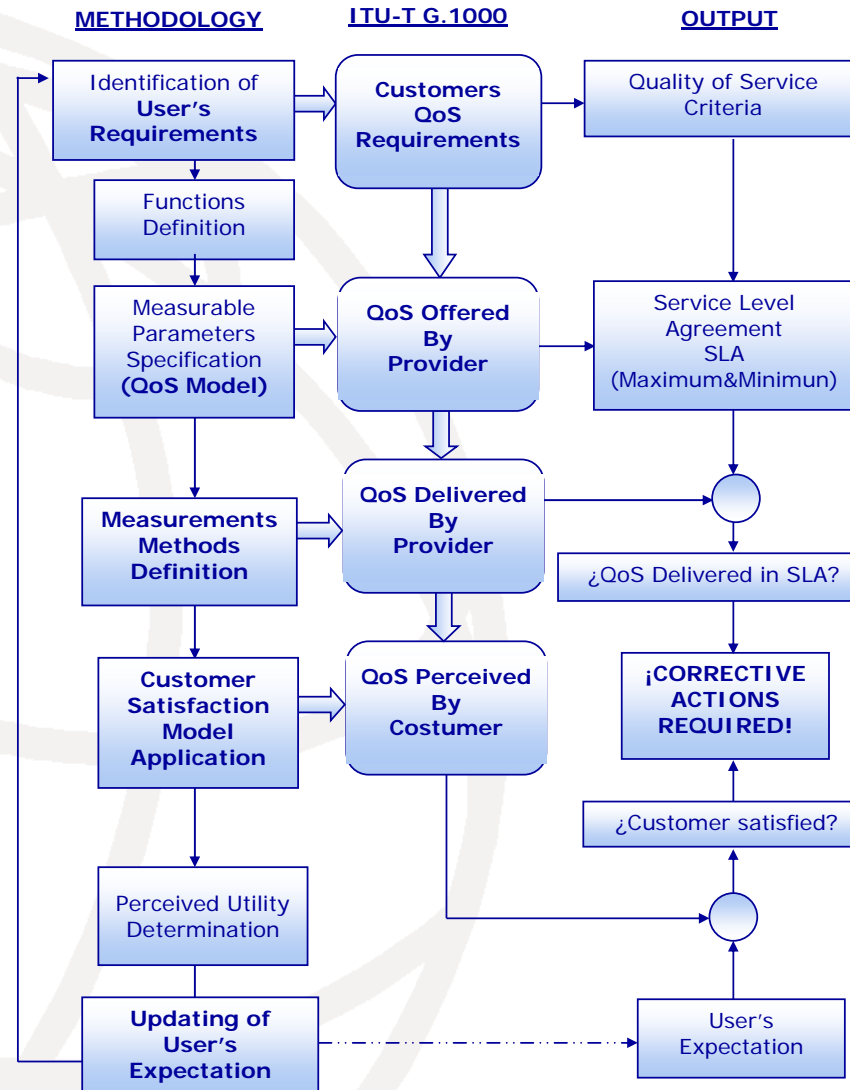 METHODOLOGY
ITU-T G.1000
OUTPUT
Identification of
User's
Requirements
Customers
QoS
Requirements
Quality of Service
Criteria
Functions
Definition
Measurable
Parameters
Specification
(QoS Model)
QoS Offered
By
Provider
Service Level
Agreement
SLA
(Maximum&Minimun)
Measurements
Methods
Definition
QoS Delivered
By
Provider
¿QoS Delivered in SLA?
Customer
Satisfaction
Model
Application
QoS Perceived
By
Costumer
¡CORRECTIVE
ACTIONS
REQUIRED!
¿Customer satisfied?
Perceived Utility
Determination
Updating of
User's
Expectation
User's
Expectation